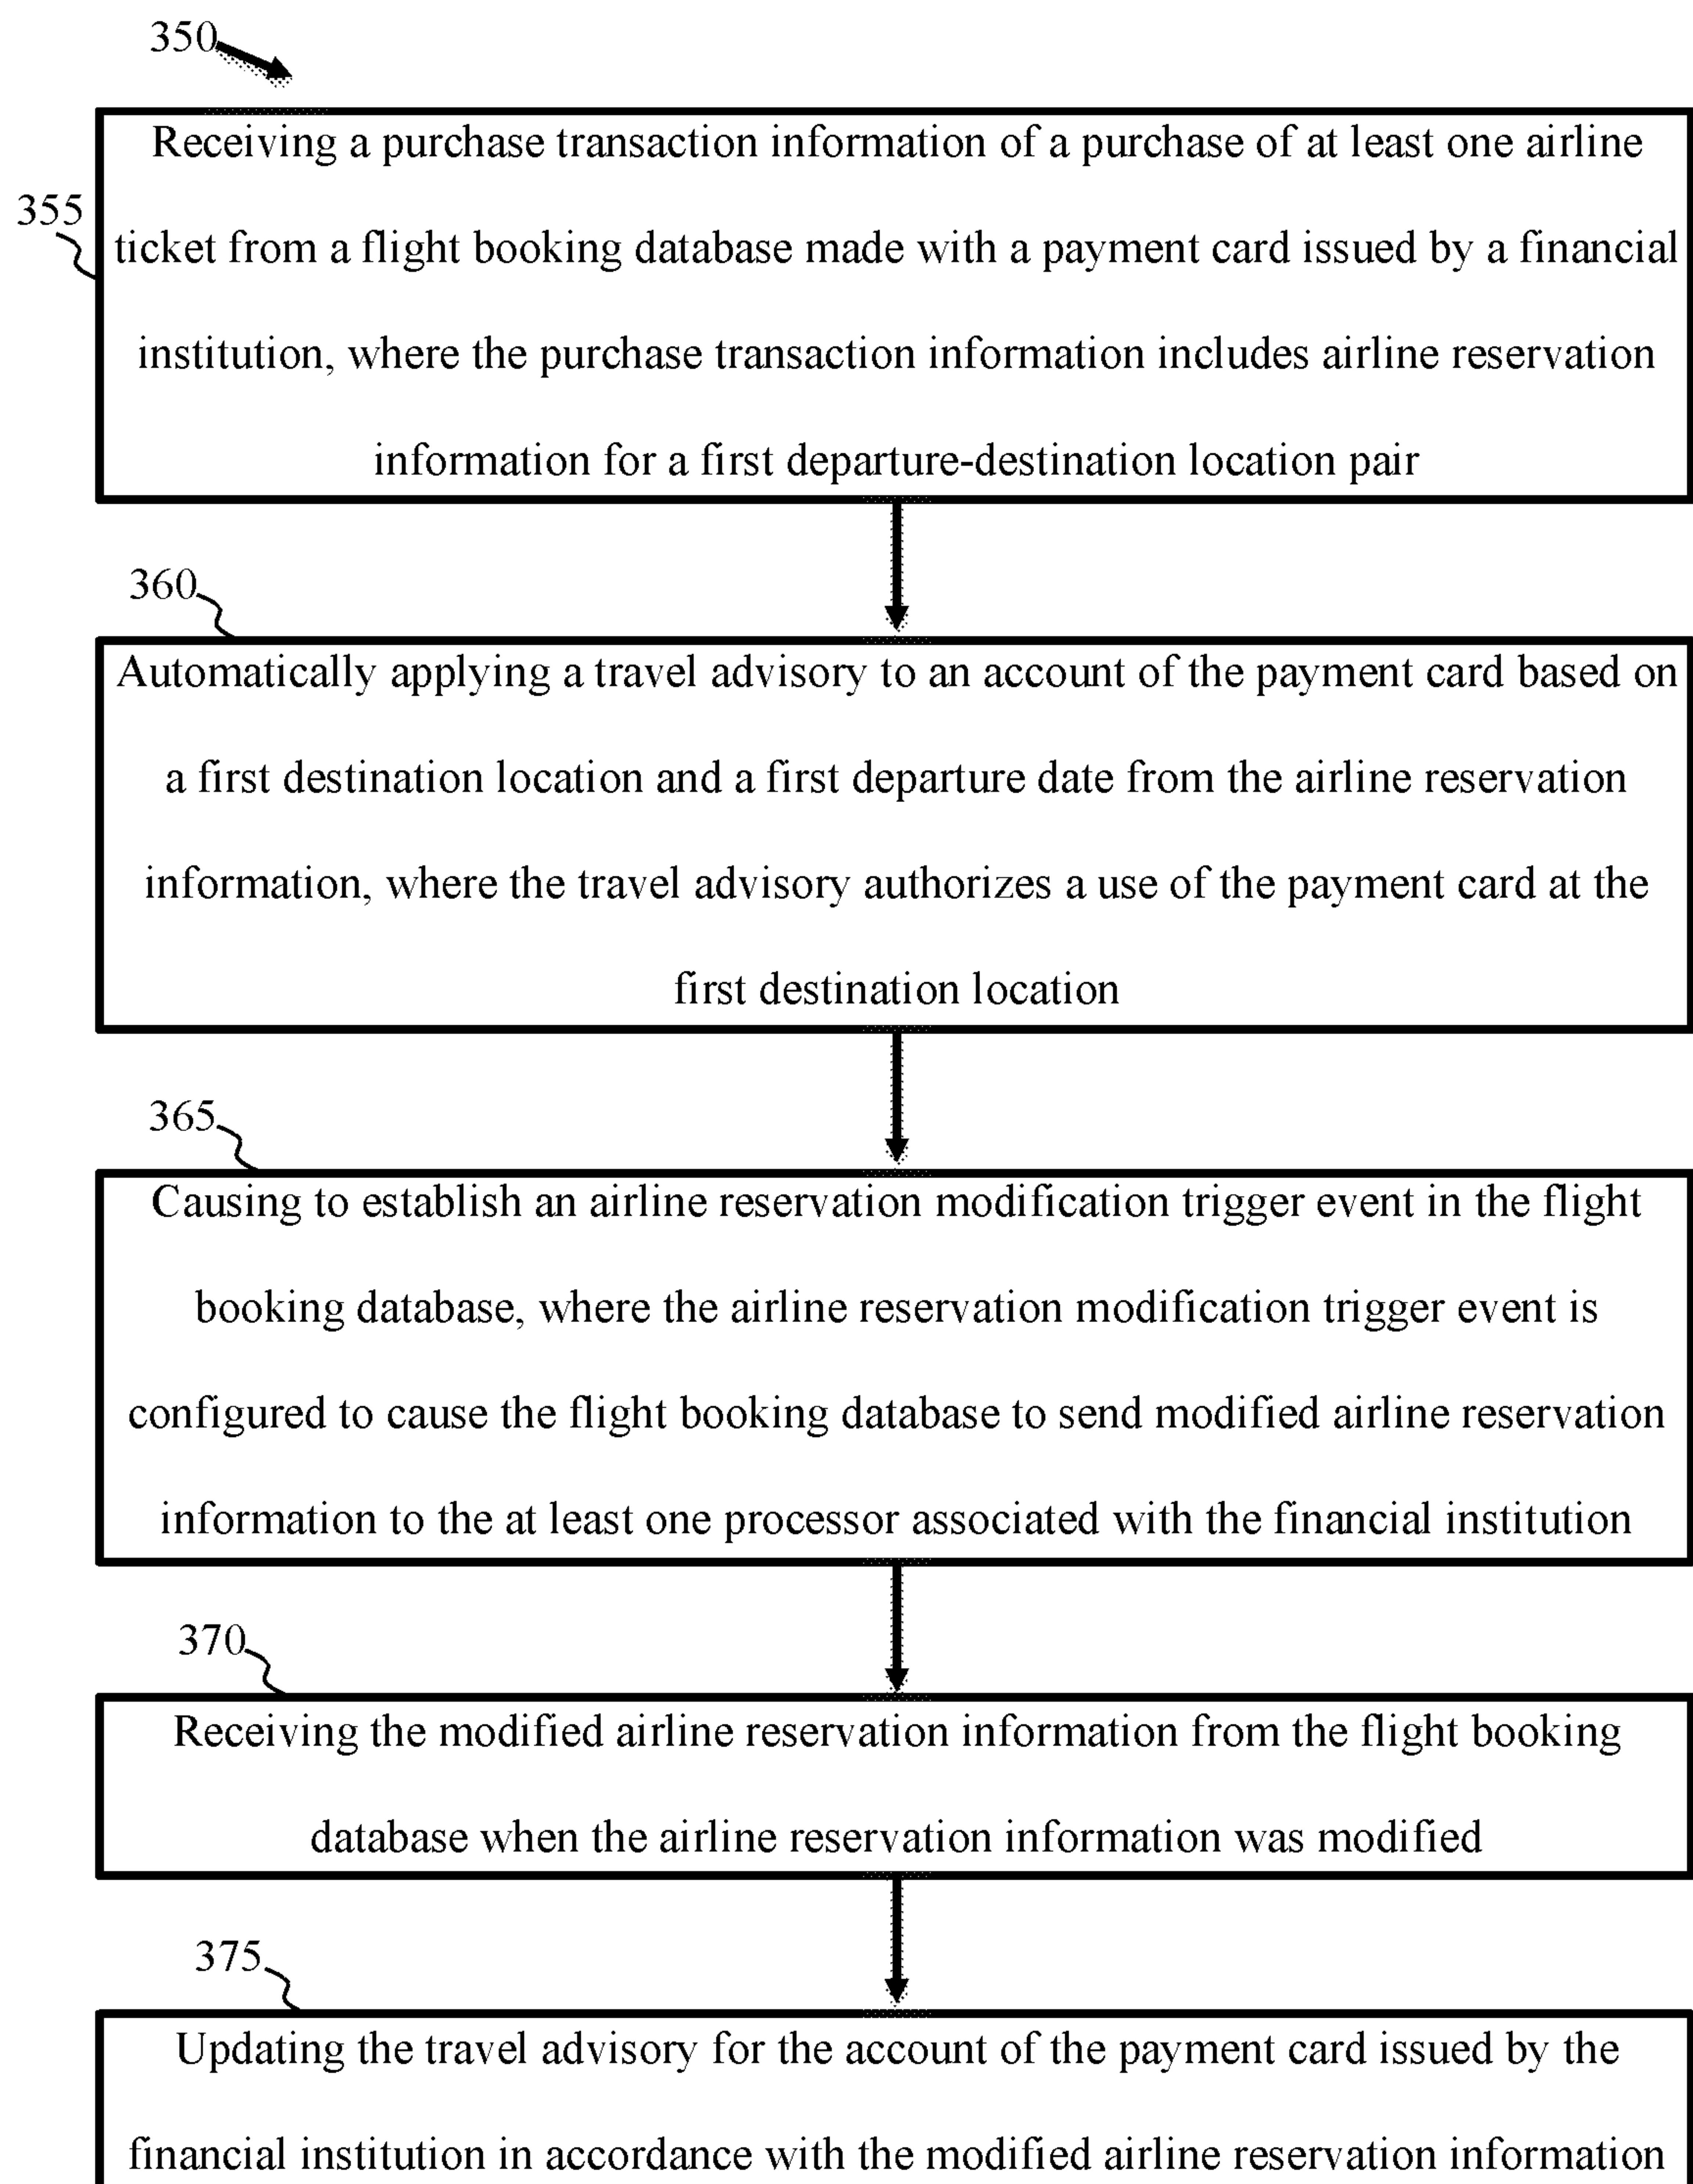 350
Receiving a purchase transaction information of a purchase of at least one airline
355
ticket from a flight booking database made with a payment card issued by a financial
institution, where the purchase transaction information includes airline reservation
information for a first departure-destination location pair
360
Automatically applying a travel advisory to an account of the payment card based on
a first destination location and a first departure date from the airline reservation
information, where the travel advisory authorizes a use of the payment card at the
first destination location
365
Causing to establish an airline reservation modification trigger event in the flight
booking database, where the airline reservation modification trigger event is
configured to cause the flight booking database to send modified airline reservation
information to the at least one processor associated with the financial institution
370
Receiving the modified airline reservation information from the flight booking
database when the airline reservation information was modified
375
Updating the travel advisory for the account of the payment card issued by the
financial institution in accordance with the modified airline reservation information